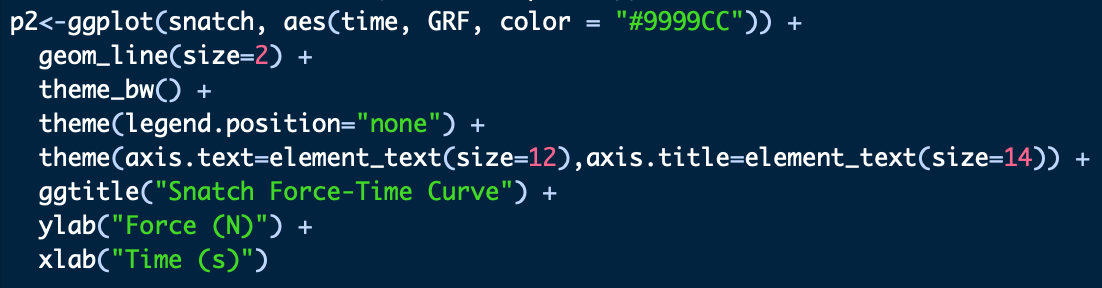 p2<-ggplot(snatch, aes(time, GRF, color = "#9999CC")) +
  geom_line(size=2) +
  theme_bw() +
  theme(legend.position="none") +
  theme(axis.text=element_text(size=12),axis.title=element_text(size=14)) +
  ggtitle("Snatch Force-Time Curve") +
  ylab("Force (N)") +
  xlab("Time (s)")